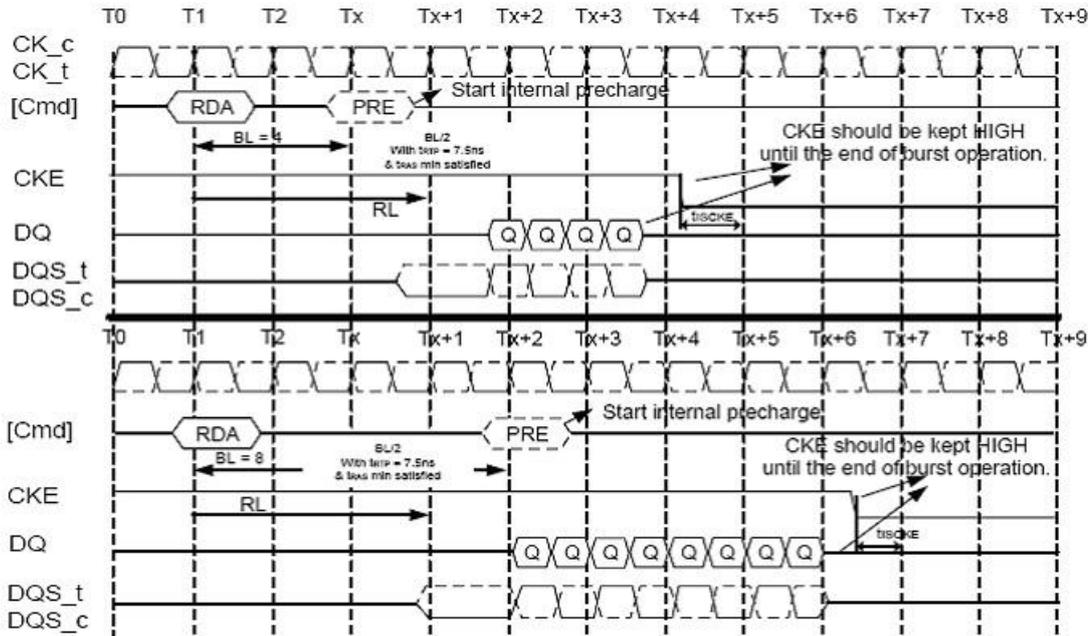 T0 T1 T2 Tx Tx+1 Tx+2 Tx+3 Tx+4 Tx+5 Tx+6 Tx+7 Tx+8 Tx+9
CK_c
CK_t
[Cmd] RDA PRE Start internal precharge
BL = 4
BL/2
With tRTP = 7.5ns
& tRAS min satisfied
CKE should be kept HIGH
until the end of burst operation.
CKE
RL
tISCKE
DQ Q Q Q Q
DQS_t
DQS_c
T0 T1 T2 Tx Tx+1 Tx+2 Tx+3 Tx+4 Tx+5 Tx+6 Tx+7 Tx+8 Tx+9
Start internal precharge
[Cmd] RDA PRE
BL = 8
BL/2
With tRTP = 7.5ns
& tRAS min satisfied
CKE should be kept HIGH
until the end of burst operation.
CKE
RL
tISCKE
DQ Q Q Q Q Q Q Q Q
DQS_t
DQS_c